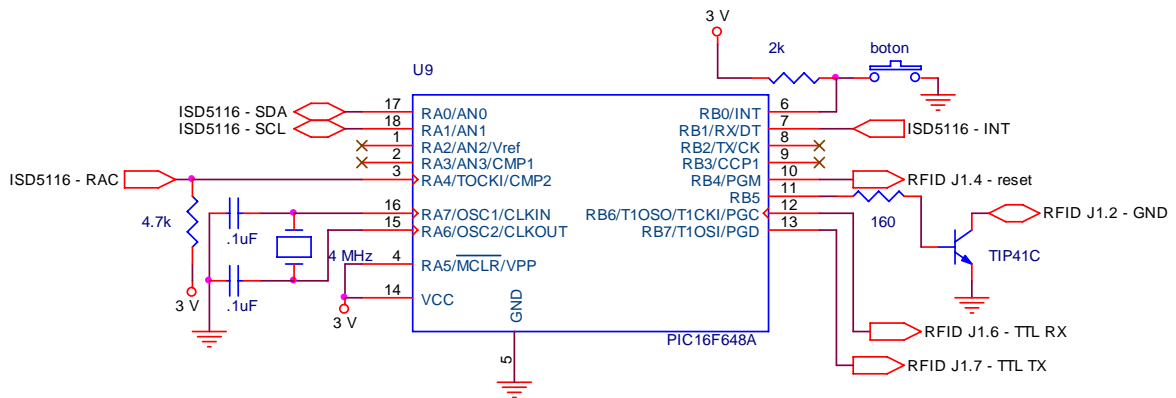 3 V
2k
boton
U9
ISD5116 - SDA
ISD5116 - SCL
ISD5116 - RAC
17
18
1
2
3
16
15
4
14
RA0/AN0
RA1/AN1
RA2/AN2/Vref
RA3/AN3/CMP1
RA4/TOCKI/CMP2
RA7/OSC1/CLKIN
RA6/OSC2/CLKOUT
RA5/MCLR/VPP
VCC
GND
5
RB0/INT
RB1/RX/DT
RB2/TX/CK
RB3/CCP1
RB4/PGM
RB5
RB6/T1OSO/T1CKI/PGC
RB7/T1OSI/PGD
6
7
8
9
10
11
12
13
PIC16F648A
4.7k
.1uF
.1uF
4 MHz
3 V
3 V
ISD5116 - INT
RFID J1.4 - reset
160
RFID J1.2 - GND
TIP41C
RFID J1.6 - TTL RX
RFID J1.7 - TTL TX